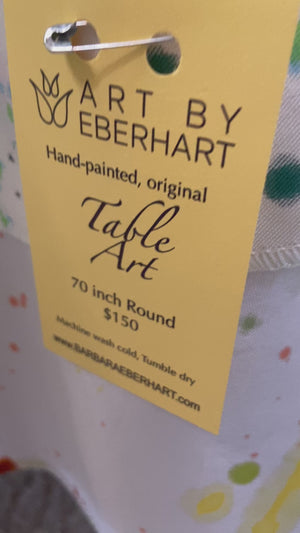 ART BY
EBERHART
Hand-painted, original
Table
Art
70 inch Round
$150
Machine wash cold, Tumble dry
www.BARBARAEBERHART.com